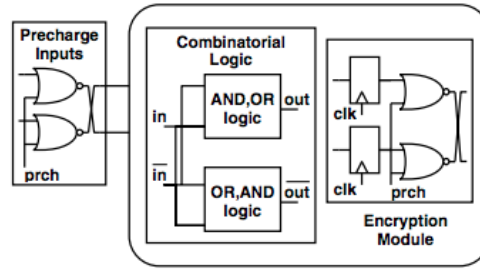 Precharge
Inputs
prch
Combinatorial
Logic
in
AND,OR
logic
out
in
OR,AND
logic
out
clk
clk
prch
Encryption
Module